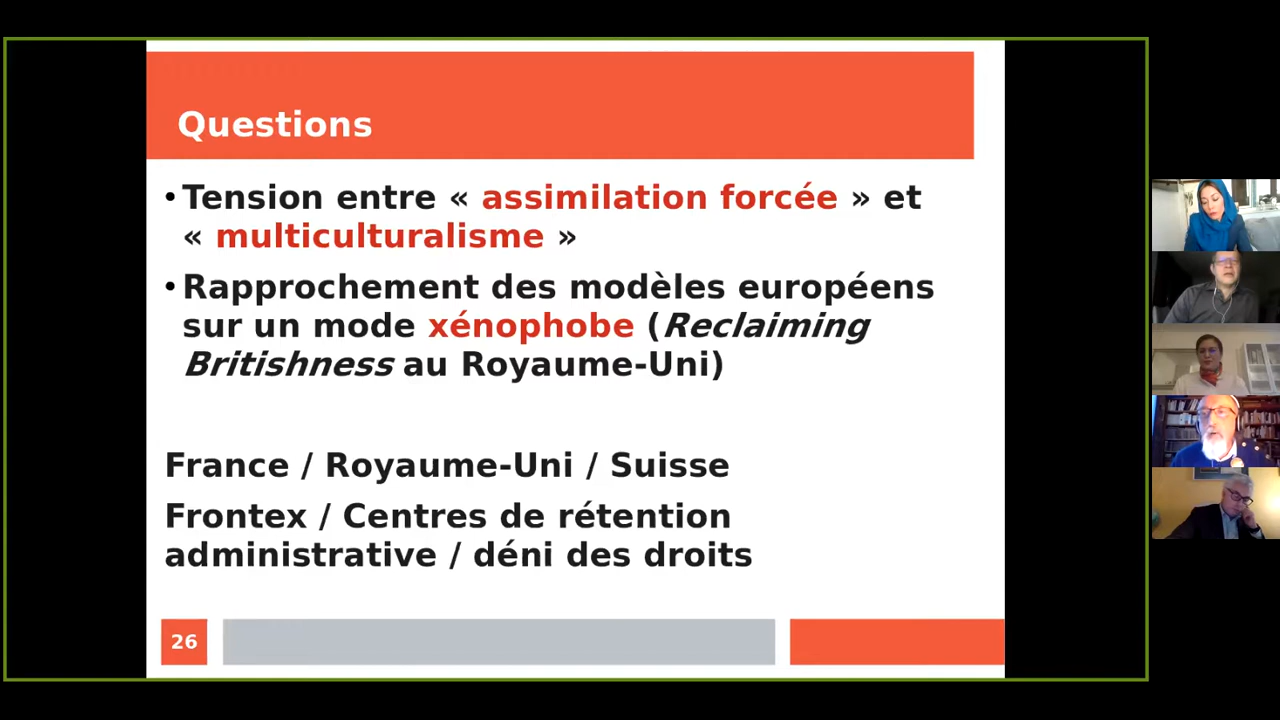 Questions
• Tension entre « assimilation forcée » et
« multiculturalisme »
• Rapprochement des modèles européens
sur un mode xénophobe (Reclaiming
Britishness au Royaume-Uni)
France / Royaume-Uni / Suisse
Frontex / Centres de rétention
administrative / déni des droits
26